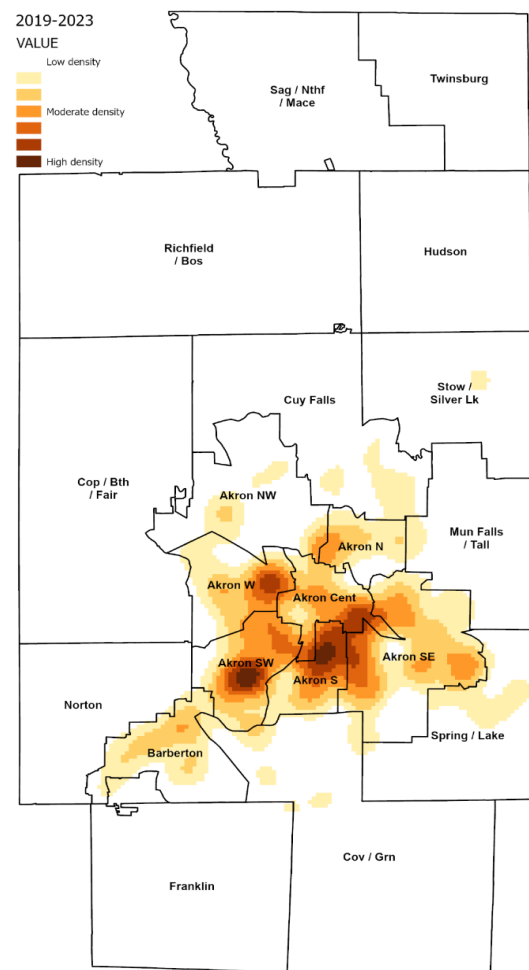 2019-2023
VALUE
Low density
Moderate density
High density
Twinsburg
Sag / Nthf
/ Mace
Richfield
/ Bos
Hudson
Cuy Falls
Stow /
Silver Lk
Cop / Bth
/ Fair
Akron NW
Mun Falls
/ Tall
Akron N
Akron W
Akron Cent
Akron SW
Akron SE
Akron S
Norton
Barberton
Spring / Lake
Cov / Grn
Franklin